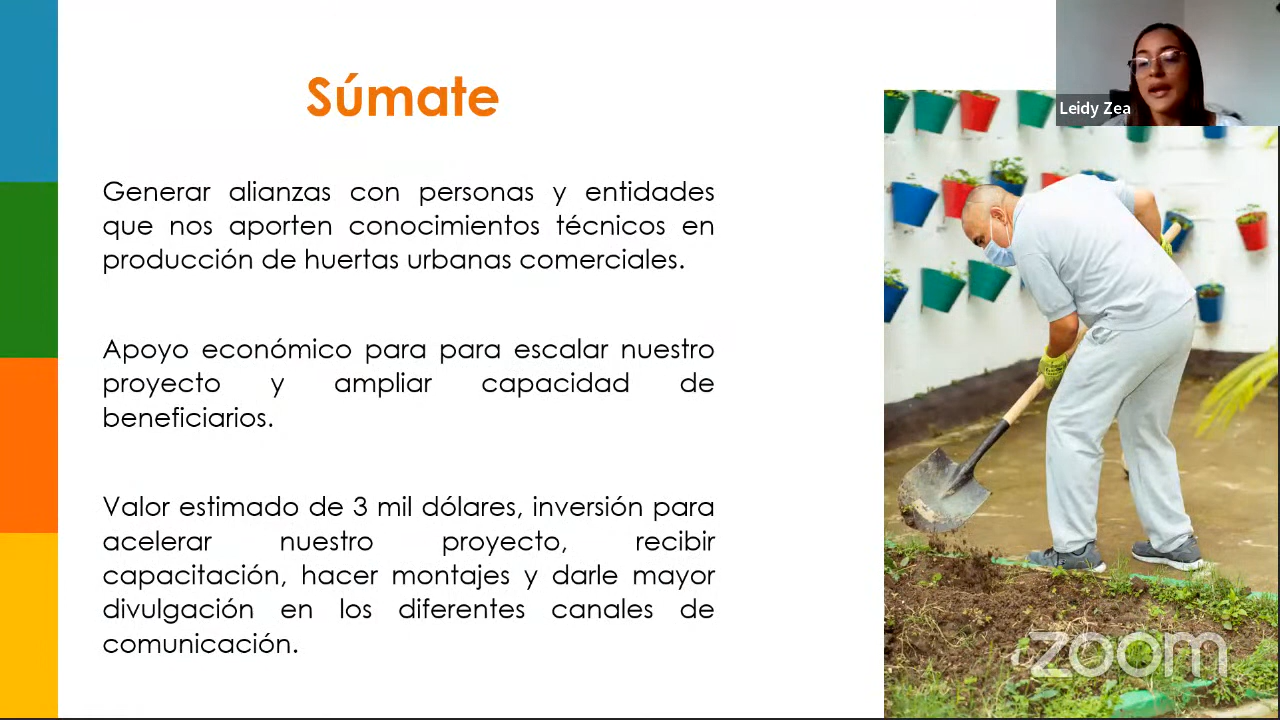 Súmate
Leidy Zea
Generar alianzas con personas y entidades
que nos aporten conocimientos técnicos en
producción de huertas urbanas comerciales.
Apoyo económico para para escalar nuestro
proyecto y ampliar capacidad de
beneficiarios.
Valor estimado de 3 mil dólares, inversión para
acelerar nuestro proyecto, recibir
capacitación, hacer montajes y darle mayor
divulgación en los diferentes canales de
comunicación.
zoom